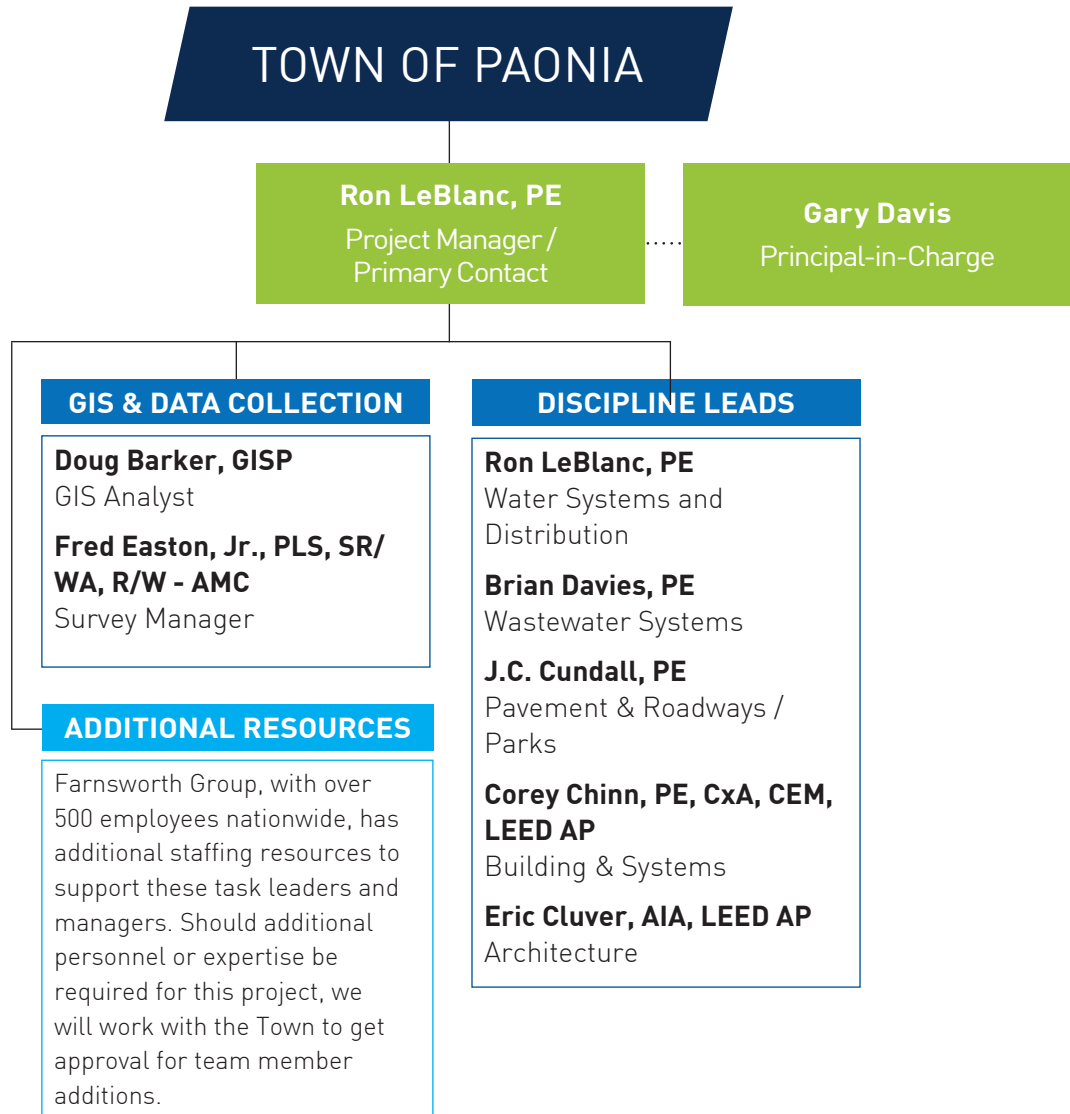 TOWN OF PAONIA
Ron LeBlanc, PE
Project Manager /
Primary Contact
Gary Davis
Principal-in-Charge
GIS & DATA COLLECTION
Doug Barker, GISP
GIS Analyst
Fred Easton, Jr., PLS, SR/
WA, R/W - AMC
Survey Manager
DISCIPLINE LEADS
Ron LeBlanc, PE
Water Systems and
Distribution
Brian Davies, PE
Wastewater Systems
J.C. Cundall, PE
Pavement & Roadways /
Parks
Corey Chinn, PE, CxA, CEM,
LEED AP
Building & Systems
Eric Cluver, AIA, LEED AP
Architecture
ADDITIONAL RESOURCES
Farnsworth Group, with over
500 employees nationwide, has
additional staffing resources to
support these task leaders and
managers. Should additional
personnel or expertise be
required for this project, we
will work with the Town to get
approval for team member
additions.